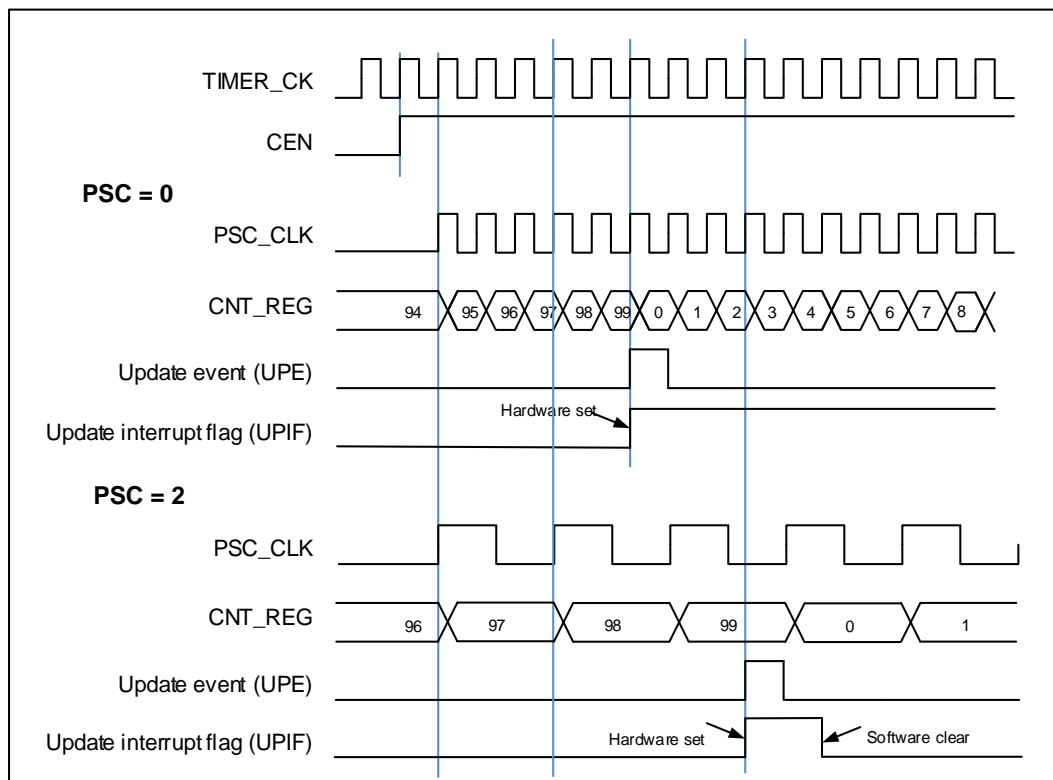 TIMER_CK
CEN
PSC = 0
PSC_CLK
CNT_REG 94 95 96 97 98 99 0 1 2 3 4 5 6 7 8
Update event (UPE)
Hardware set
Update interrupt flag (UPIF)
PSC = 2
PSC_CLK
CNT_REG 96 97 98 99 0 1
Update event (UPE)
Update interrupt flag (UPIF) Hardware set Software clear